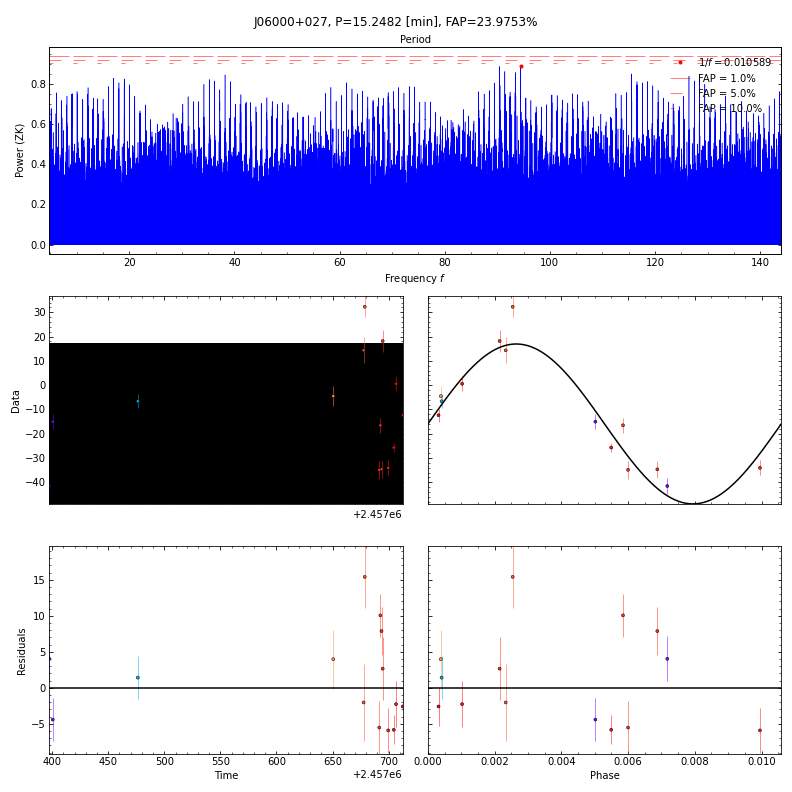 J06000+027, P=15.2482 [min], FAP=23.9753%
Period
1/f = 0.010589
FAP = 1.0%
FAP = 5.0%
FAP = 10.0%
Power (ZK)
0.8
0.6
0.4
0.2
0.0
20 40 60 80 100 120 140
Frequency f
Data
30
20
10
0
−10
−20
−30
−40
+2.457e6
Residuals
15
10
5
0
−5
400 450 500 550 600 650 700
Time
+2.457e6
0.000 0.002 0.004 0.006 0.008 0.010
Phase